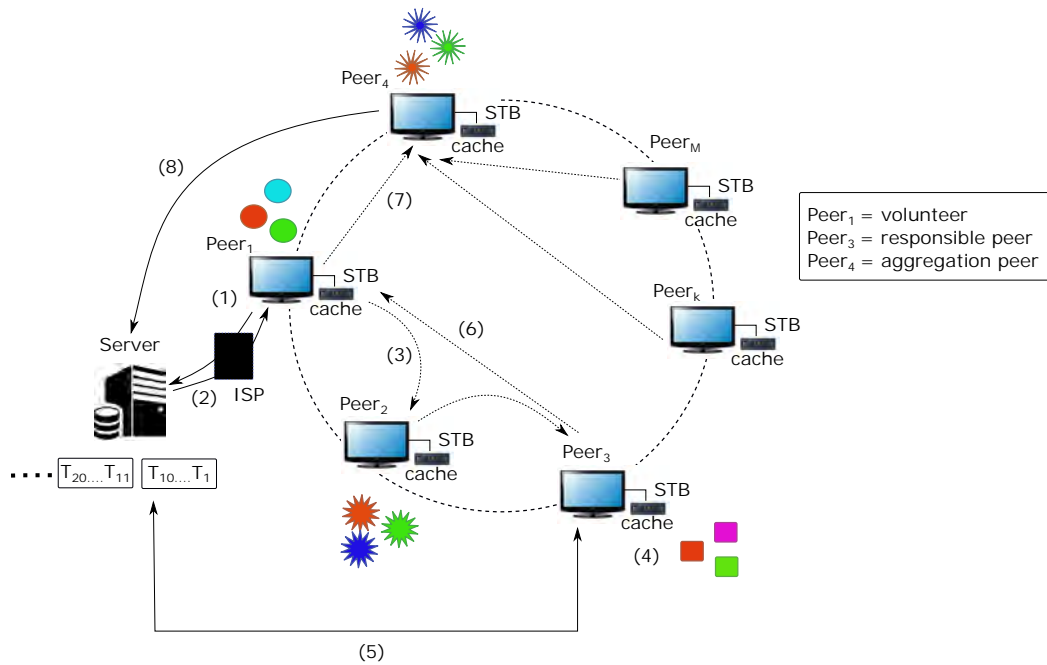 Peer4
STB
cache
(8)
PeerM
STB
cache
(7)
Peer1 = volunteer
Peer3 = responsible peer
Peer4 = aggregation peer
Peer1
STB
cache
(1)
Peerk
STB
cache
(6)
Server
(3)
(2)
ISP
Peer2
STB
cache
Peer3
STB
cache
T20....T11
T10....T1
(4)
(5)